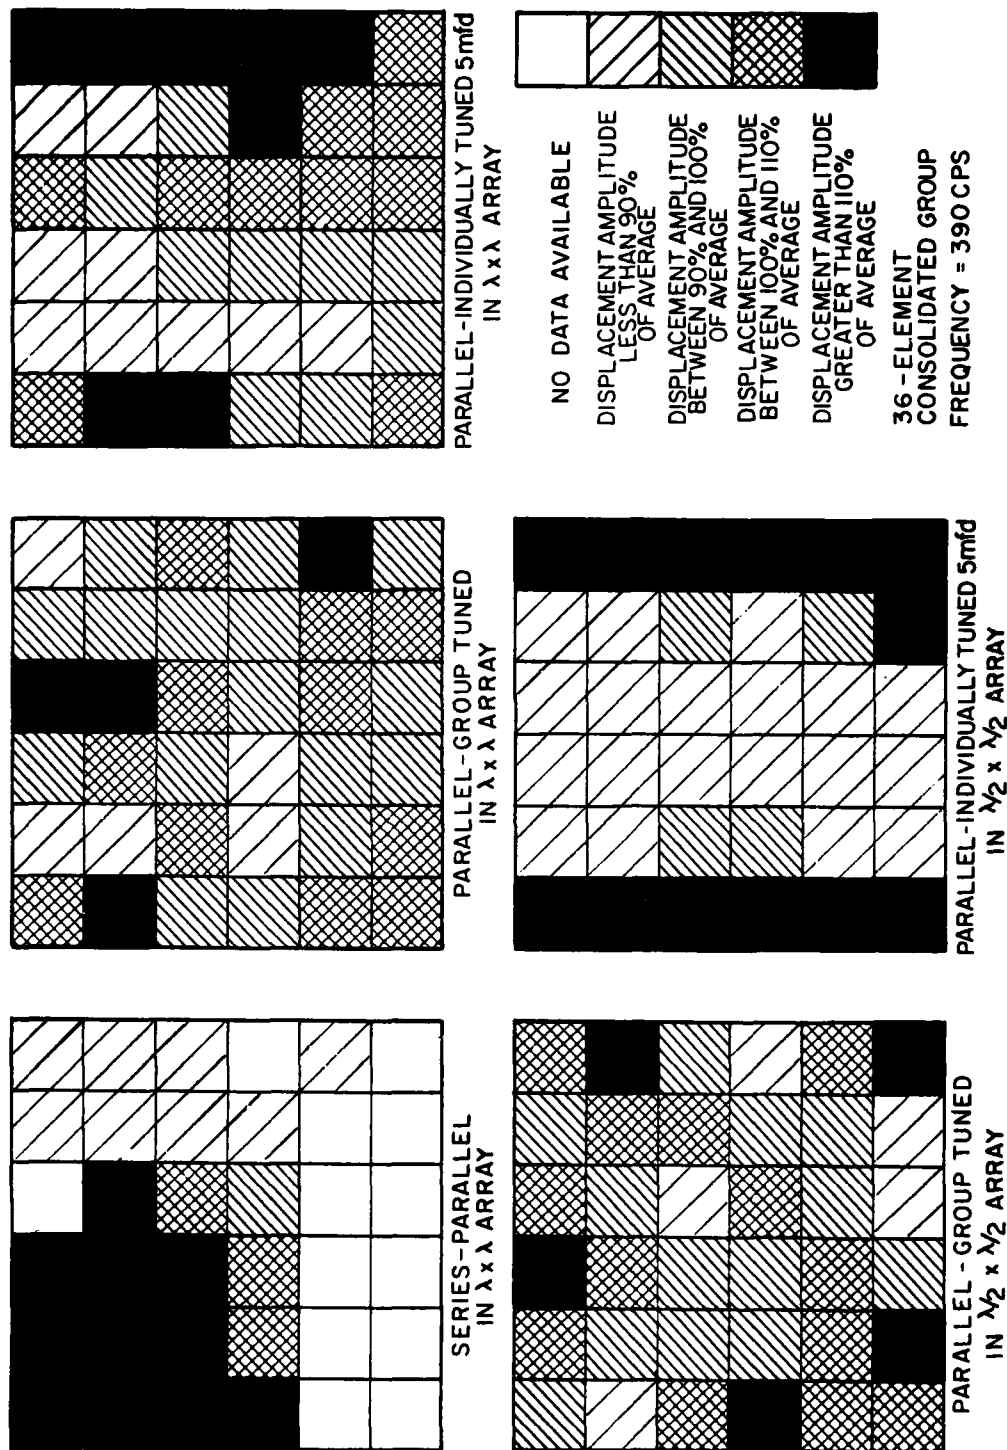 SERIES-PARALLEL
IN λ x λ ARRAY
PARALLEL-GROUP TUNED
IN λ x λ ARRAY
PARALLEL-INDIVIDUALLY TUNED 5mfd
IN λ x λ ARRAY
PARALLEL - GROUP TUNED
IN λ/2 x λ/2 ARRAY
PARALLEL-INDIVIDUALLY TUNED 5mfd
IN λ/2 x λ/2 ARRAY
NO DATA AVAILABLE
DISPLACEMENT AMPLITUDE
LESS THAN 90%
OF AVERAGE
DISPLACEMENT AMPLITUDE
BETWEEN 90% AND 100%
OF AVERAGE
DISPLACEMENT AMPLITUDE
BETWEEN 100% AND 110%
OF AVERAGE
DISPLACEMENT AMPLITUDE
GREATER THAN 110%
OF AVERAGE
36-ELEMENT
CONSOLIDATED GROUP
FREQUENCY = 390 CPS